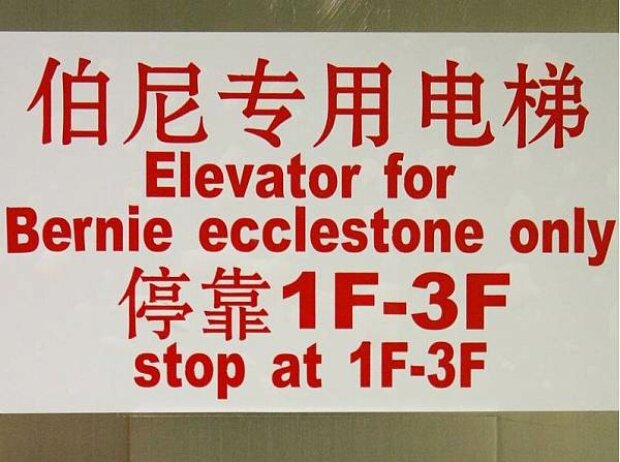 伯尼专用电梯
Elevator for
Bernie ecclestone only
停靠1F-3F
stop at 1F-3F